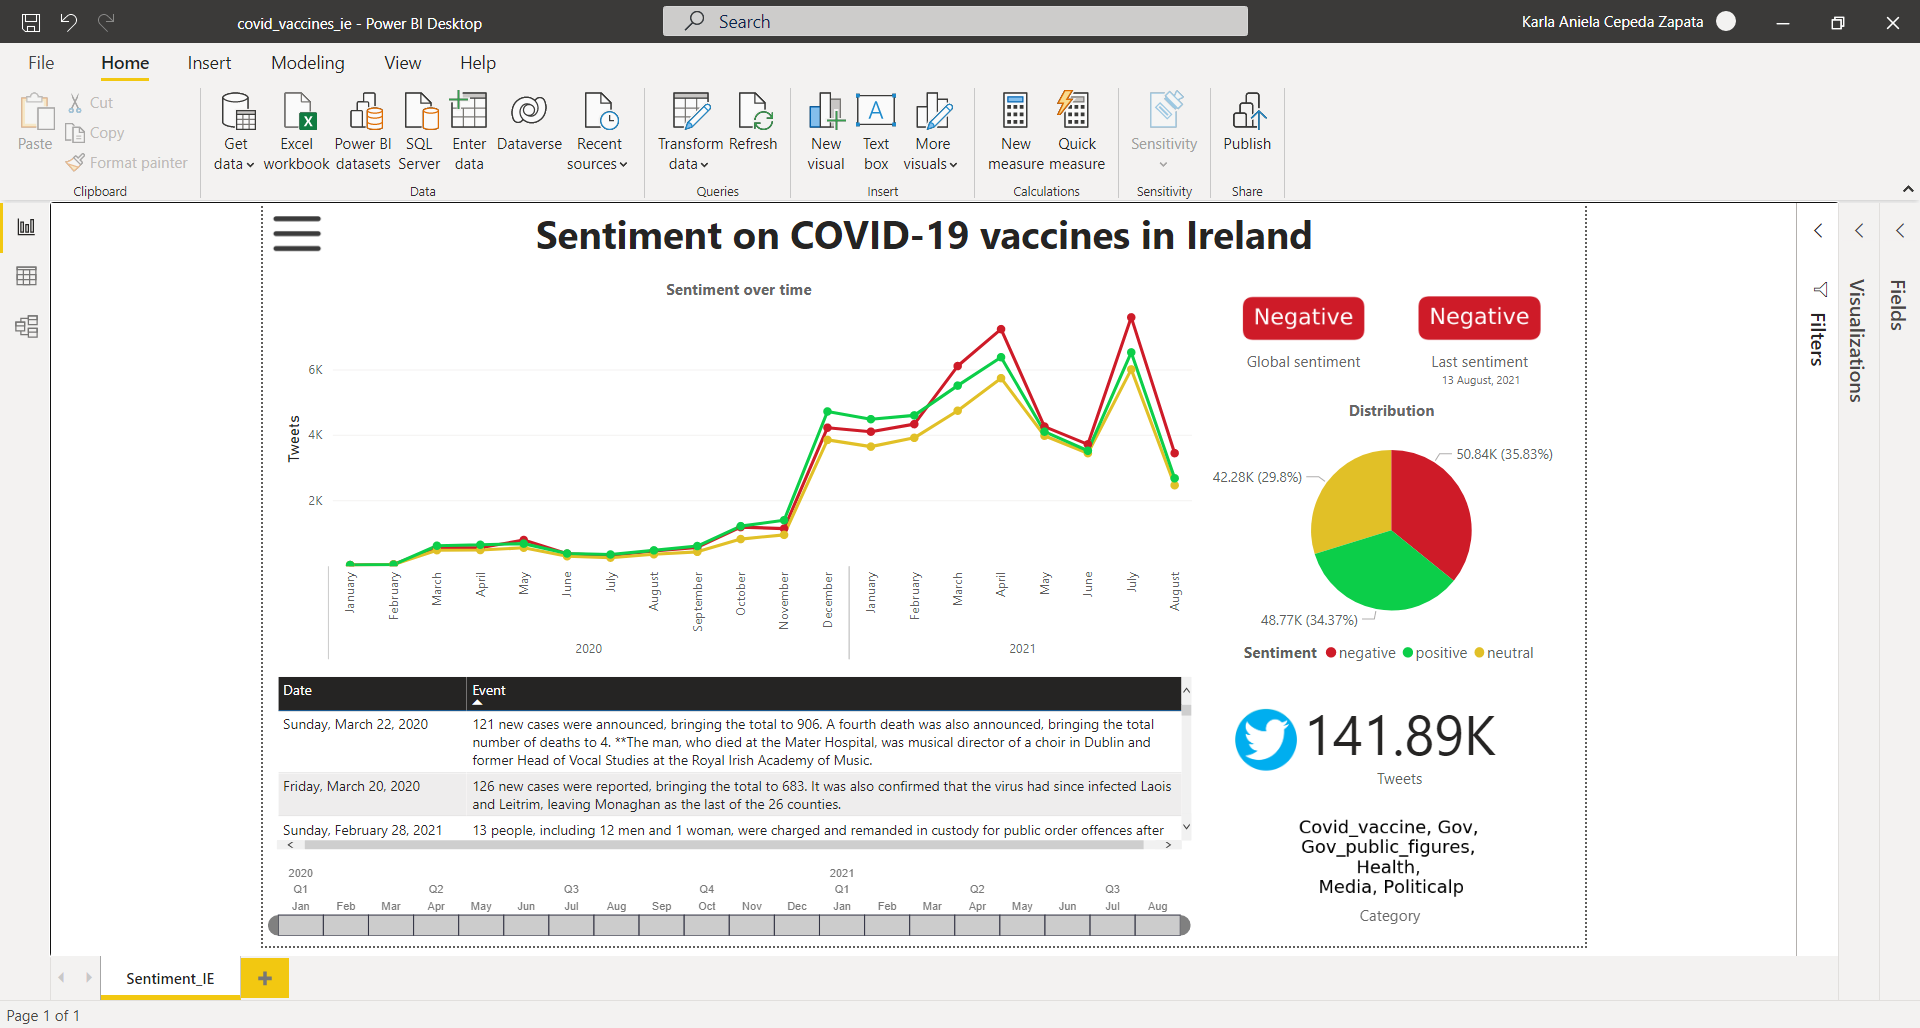 covid_vaccines_ie - Power BI Desktop
Search
Karla Aniela Cepeda Zapata
File Home Insert Modeling View Help
Paste
Cut
Copy
Format painter
Clipboard
Get data
Excel workbook
Power BI datasets
SQL Server
Enter data
Dataverse
Recent sources
Data
Transform data
Refresh
Queries
New visual
Text box
More visuals
Insert
New measure
Quick measure
Calculations
Sensitivity
Sensitivity
Publish
Share
Sentiment on COVID-19 vaccines in Ireland
Sentiment over time
Tweets
6K
4K
2K
January February March April May June July August September October November December January February March April May June July August
2020 2021
Negative
Global sentiment
Negative
Last sentiment
13 August, 2021
Distribution
50.84K (35.83%)
42.28K (29.8%)
48.77K (34.37%)
Sentiment negative positive neutral
Date Event
Sunday, March 22, 2020 121 new cases were announced, bringing the total to 906. A fourth death was also announced, bringing the total
number of deaths to 4. **The man, who died at the Mater Hospital, was musical director of a choir in Dublin and
former Head of Vocal Studies at the Royal Irish Academy of Music.
Friday, March 20, 2020 126 new cases were reported, bringing the total to 683. It was also confirmed that the virus had since infected Laois
and Leitrim, leaving Monaghan as the last of the 26 counties.
Sunday, February 28, 2021 13 people, including 12 men and 1 woman, were charged and remanded in custody for public order offences after
2020 2021
Q1 Q2 Q3 Q4 Q1 Q2 Q3
Jan Feb Mar Apr May Jun Jul Aug Sep Oct Nov Dec Jan Feb Mar Apr May Jun Jul Aug
141.89K
Tweets
Covid_vaccine, Gov,
Gov_public_figures,
Health,
Media, Politicalp
Category
Filters
Visualizations
Fields
Sentiment_IE
Page 1 of 1